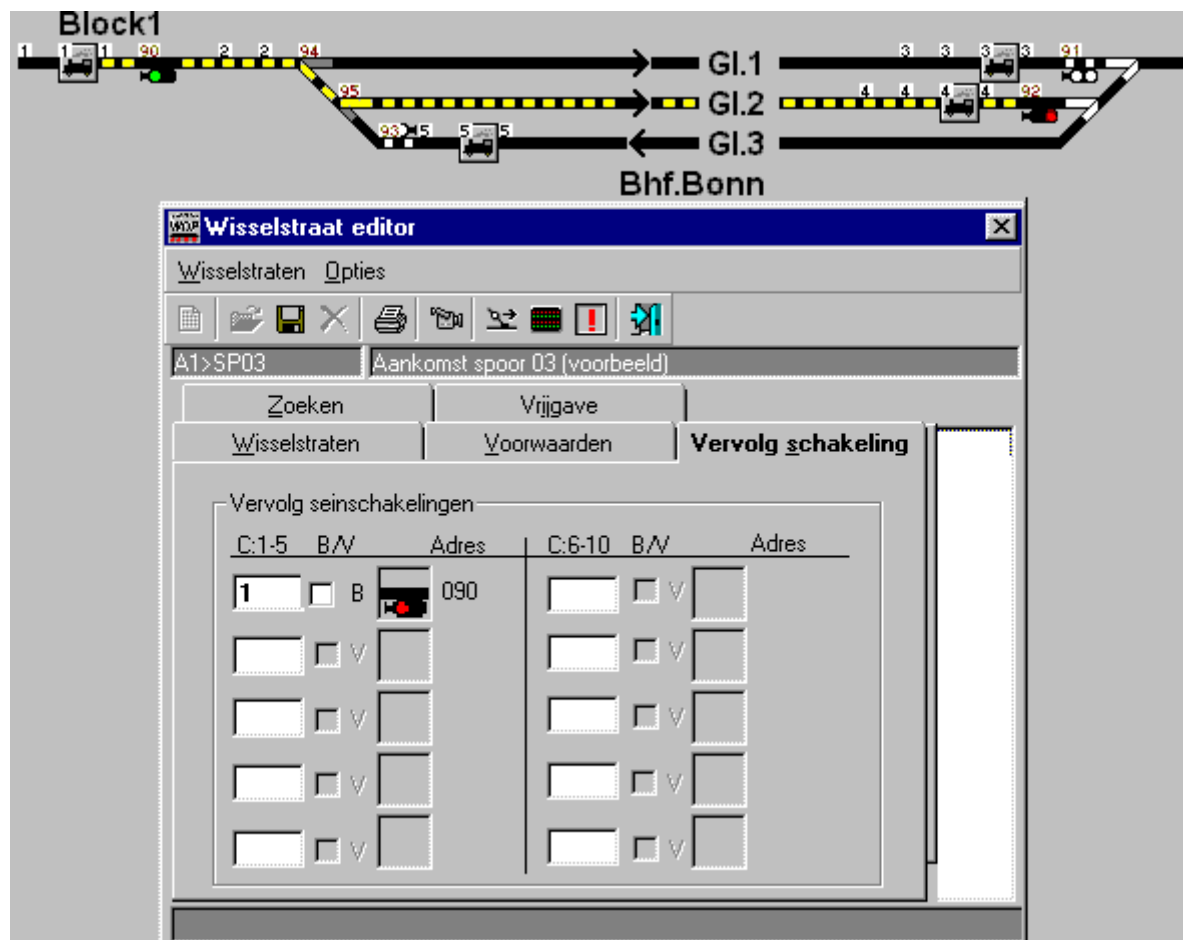 Block1
1 1 1 90 2 2 94 Gl.1 3 3 3 3 91
95 Gl.2 4 4 4 4 92
93 5 5 5 Gl.3
Bhf.Bonn
Wisselstraat editor
Wisselstraten Opties
A1>SP03 Aankomst spoor 03 (voorbeeld)
Zoeken Vrijgave
Wisselstraten Voorwaarden Vervolg schakeling
Vervolg seinschakelingen
C:1-5 B/V Adres C:6-10 B/V Adres
1 B 090 V
V V
V V
V V
V V